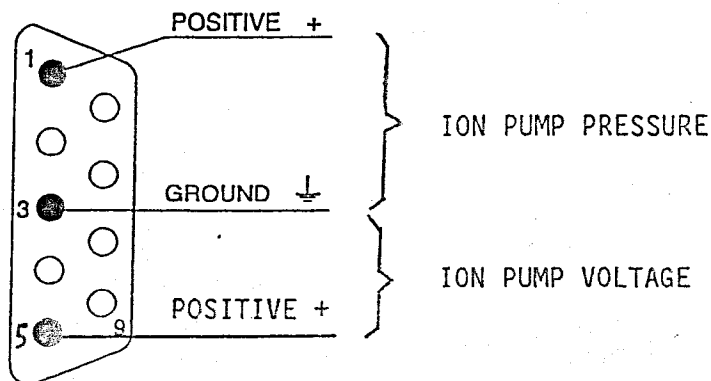 POSITIVE +
1
ION PUMP PRESSURE
3
GROUND ⏚
ION PUMP VOLTAGE
POSITIVE +
5
9